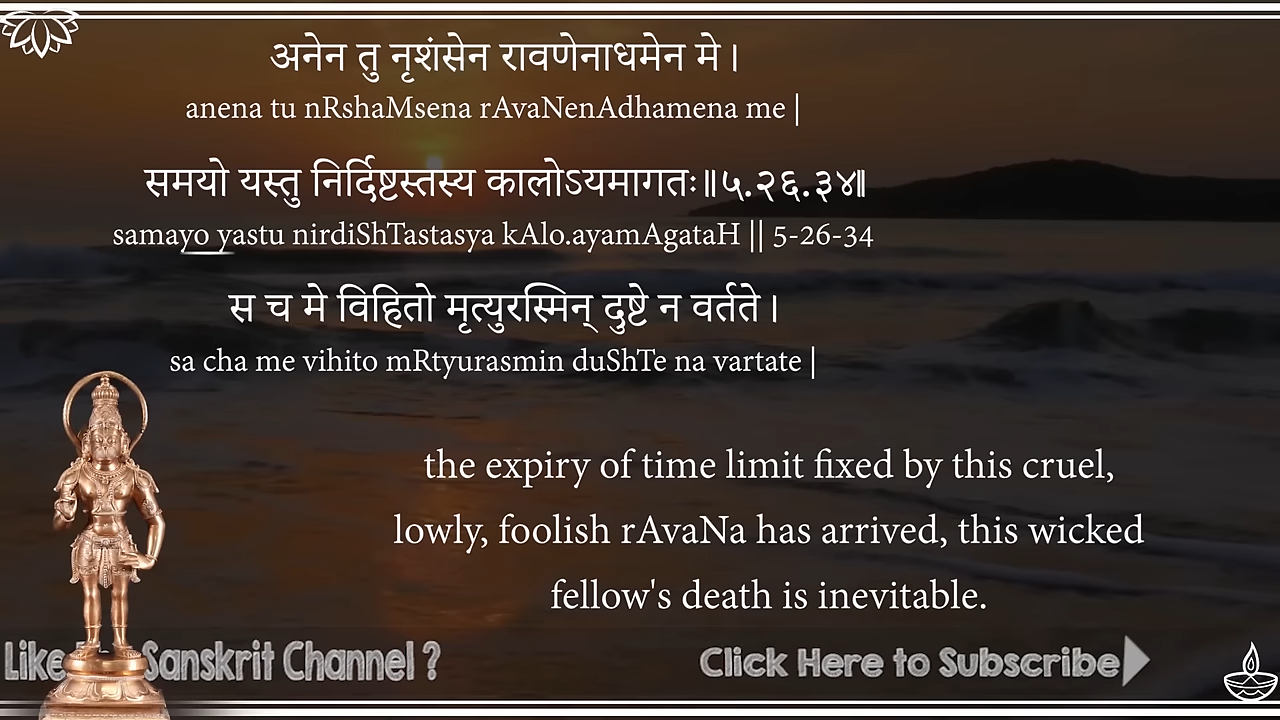 अनेन तु नृशंसेन रावणेनाधमेन मे।
anena tu nRshaMsena rAvaNenAdhamena me |
समयो यस्तु निर्दिष्टस्तस्य कालोऽयमागतः॥५.२६.३४॥
samayo yastu nirdiShTastasya kAlo.ayamAgataH || 5-26-34
स च मे विहितो मृत्युरस्मिन् दुष्टे न वर्तते।
sa cha me vihito mRtyurasmin duShTe na vartate |
the expiry of time limit fixed by this cruel,
lowly, foolish rAvaNa has arrived, this wicked
fellow's death is inevitable.
Like Sanskrit Channel ?
Click Here to Subscribe